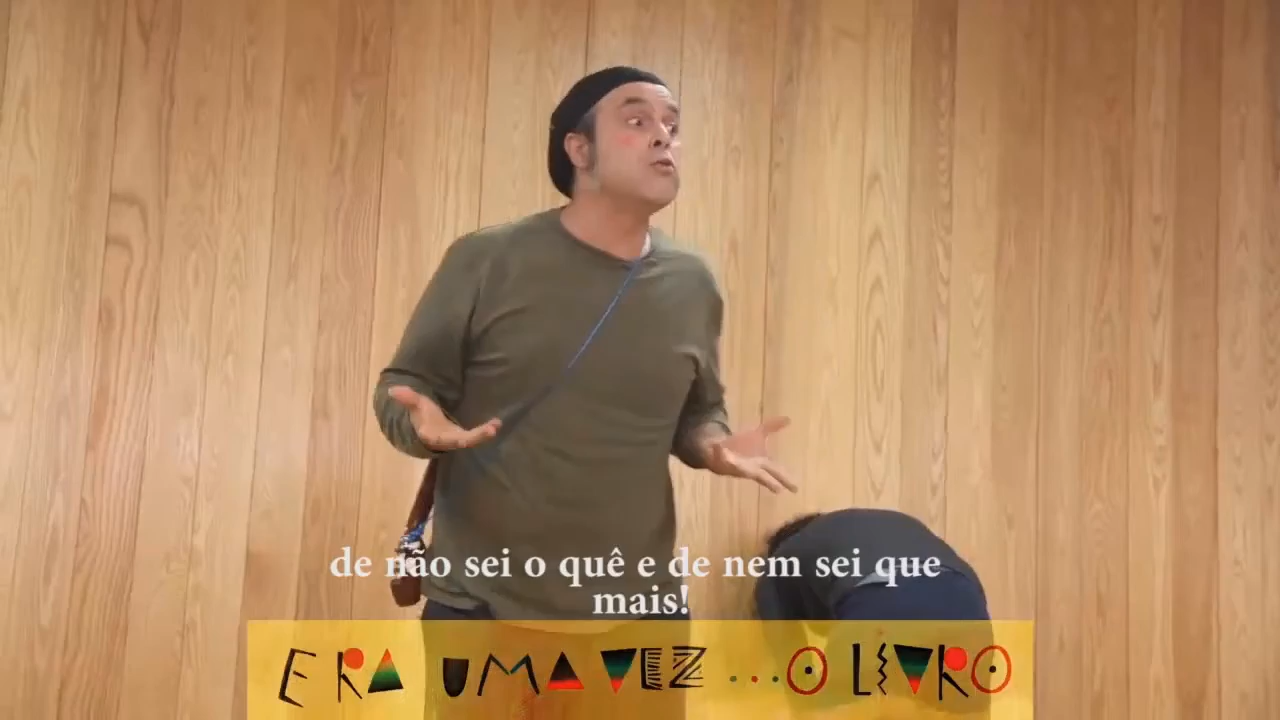 de não sei o quê e de nem sei que
mais!
ERA UMA VEZ ...O LIVRO